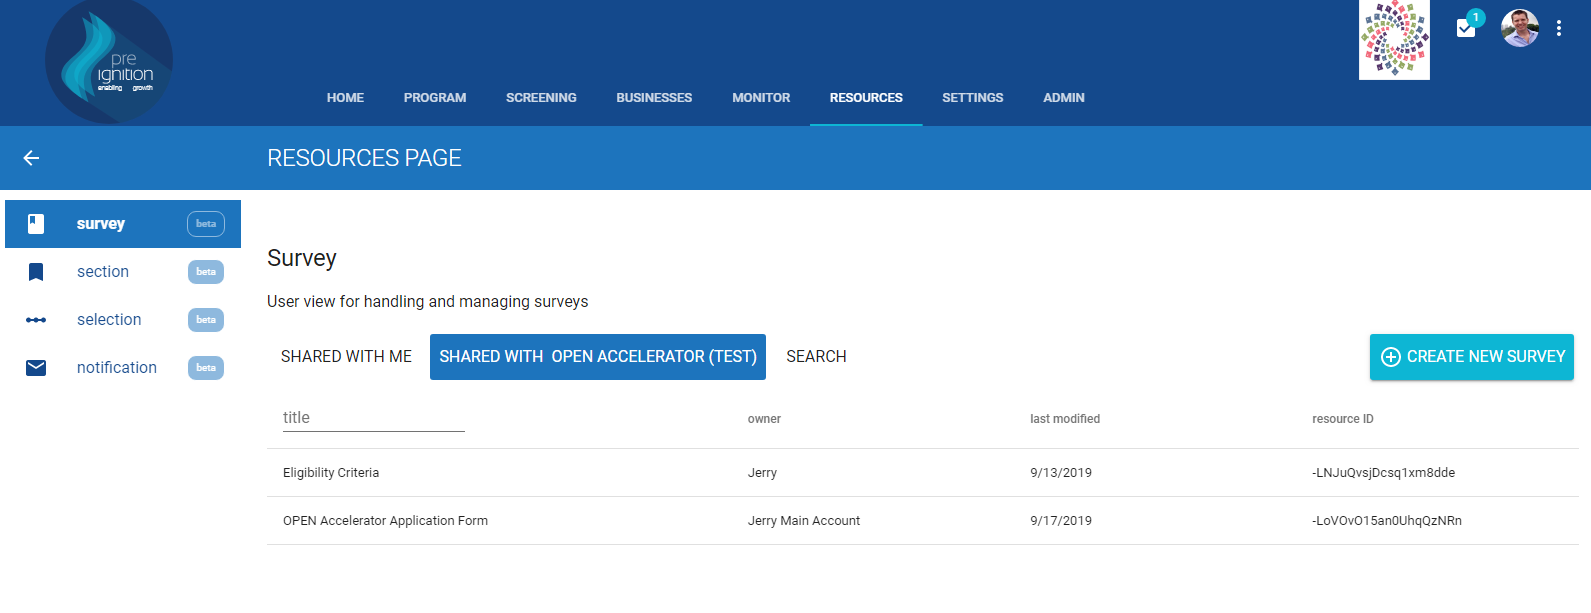 pre
ignition
enabling growth
1
HOME PROGRAM SCREENING BUSINESSES MONITOR RESOURCES SETTINGS ADMIN
RESOURCES PAGE
survey beta
section beta
selection beta
notification beta
Survey
User view for handling and managing surveys
SHARED WITH ME SHARED WITH OPEN ACCELERATOR (TEST) SEARCH CREATE NEW SURVEY
title owner last modified resource ID
Eligibility Criteria Jerry 9/13/2019 -LNJuQvsjDcsq1xm8dde
OPEN Accelerator Application Form Jerry Main Account 9/17/2019 -LoVOvO15an0UhqQzNRn